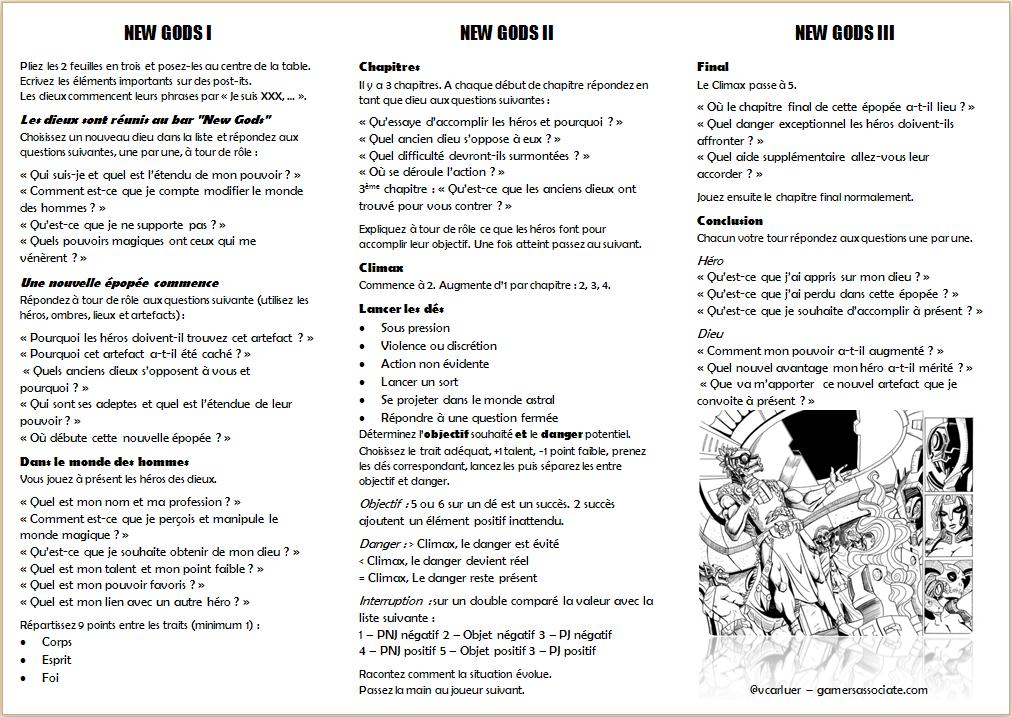 NEW GODS I
Pliez les 2 feuilles en trois et posez-les au centre de la table.
Ecrivez les éléments importants sur des post-its.
Les dieux commencent leurs phrases par « Je suis XXX, ... ».
Les dieux sont réunis au bar "New Gods"
Choisissez un nouveau dieu dans la liste et répondez aux
questions suivantes, une par une, à tour de rôle :
« Qui suis-je et quel est l'étendu de mon pouvoir ? »
« Comment est-ce que je compte modifier le monde
des hommes ? »
« Qu'est-ce que je ne supporte pas ? »
« Quels pouvoirs magiques ont ceux qui me
vénèrent ? »
Une nouvelle épopée commence
Répondez à tour de rôle aux questions suivante (utilisez les
héros, ombres, lieux et artefacts) :
« Pourquoi les héros doivent-il trouvez cet artefact ? »
« Pourquoi cet artefact a-t-il été caché ? »
« Quels anciens dieux s'opposent à vous et
pourquoi ? »
« Qui sont ses adeptes et quel est l'étendue de leur
pouvoir ? »
« Où débute cette nouvelle épopée ? »
Dans le monde des hommes
Vous jouez à présent les héros des dieux.
« Quel est mon nom et ma profession ? »
« Comment est-ce que je perçois et manipule le
monde magique ? »
« Qu'est-ce que je souhaite obtenir de mon dieu ? »
« Quel est mon talent et mon point faible ? »
« Quel est mon pouvoir favoris ? »
« Quel est mon lien avec un autre héro ? »
Répartissez 9 points entre les traits (minimum 1) :
• Corps
• Esprit
• Foi
NEW GODS II
Chapitres
Il y a 3 chapitres. A chaque début de chapitre répondez en
tant que dieu aux questions suivantes :
« Qu'essaye d'accomplir les héros et pourquoi ? »
« Quel ancien dieu s'oppose à eux ? »
« Quel difficulté devront-ils surmontées ? »
« Où se déroule l'action ? »
3ème chapitre : « Qu'est-ce que les anciens dieux ont
trouvé pour vous contrer ? »
Expliquez à tour de rôle ce que les héros font pour
accomplir leur objectif. Une fois atteint passez au suivant.
Climax
Commence à 2. Augmente d'1 par chapitre : 2, 3, 4.
Lancer les dés
• Sous pression
• Violence ou discrétion
• Action non évidente
• Lancer un sort
• Se projeter dans le monde astral
• Répondre à une question fermée
Déterminez l'objectif souhaité et le danger potentiel.
Choisissez le trait adéquat, +1 talent, -1 point faible, prenez
les dés correspondant, lancez les puis séparez les entre
objectif et danger.
Objectif : 5 ou 6 sur un dé est un succès. 2 succès
ajoutent un élément positif inattendu.
Danger : > Climax, le danger est évité
< Climax, le danger devient réel
= Climax, Le danger reste présent
Interruption : sur un double comparé la valeur avec la
liste suivante :
1 – PNJ négatif 2 – Objet négatif 3 – PJ négatif
4 – PNJ positif 5 – Objet positif 3 – PJ positif
Racontez comment la situation évolue.
Passez la main au joueur suivant.
NEW GODS III
Final
Le Climax passe à 5.
« Où le chapitre final de cette épopée a-t-il lieu ? »
« Quel danger exceptionnel les héros doivent-ils
affronter ? »
« Quel aide supplémentaire allez-vous leur
accorder ? »
Jouez ensuite le chapitre final normalement.
Conclusion
Chacun votre tour répondez aux questions une par une.
Héro
« Qu'est-ce que j'ai appris sur mon dieu ? »
« Qu'est-ce que j'ai perdu dans cette épopée ? »
« Qu'est-ce que je souhaite d'accomplir à présent ? »
Dieu
« Comment mon pouvoir a-t-il augmenté ? »
« Quel nouvel avantage mon héro a-t-il mérité ? »
« Que va m'apporter ce nouvel artefact que je
convoite à présent ? »
@vcarluer – gamersassociate.com